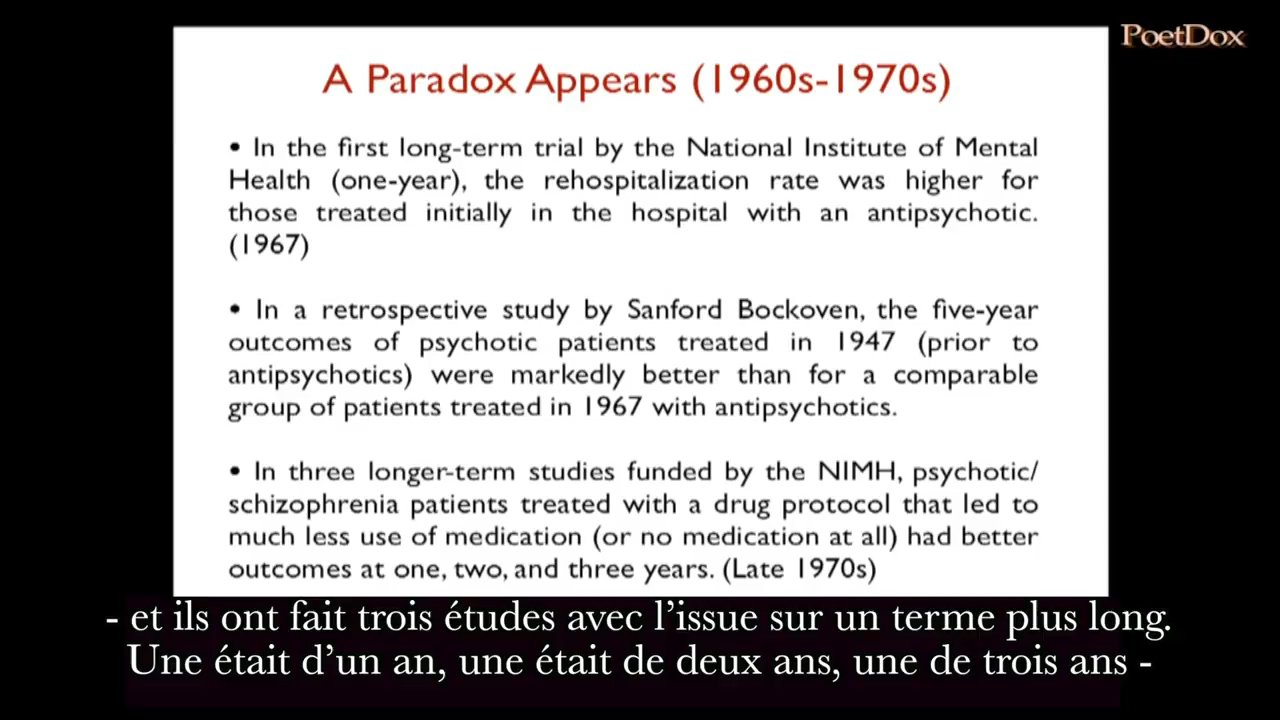 PoetDox
A Paradox Appears (1960s-1970s)
• In the first long-term trial by the National Institute of Mental
Health (one-year), the rehospitalization rate was higher for
those treated initially in the hospital with an antipsychotic.
(1967)
• In a retrospective study by Sanford Bockoven, the five-year
outcomes of psychotic patients treated in 1947 (prior to
antipsychotics) were markedly better than for a comparable
group of patients treated in 1967 with antipsychotics.
• In three longer-term studies funded by the NIMH, psychotic/
schizophrenia patients treated with a drug protocol that led to
much less use of medication (or no medication at all) had better
outcomes at one, two, and three years. (Late 1970s)
- et ils ont fait trois études avec l’issue sur un terme plus long.
Une était d’un an, une était de deux ans, une de trois ans -